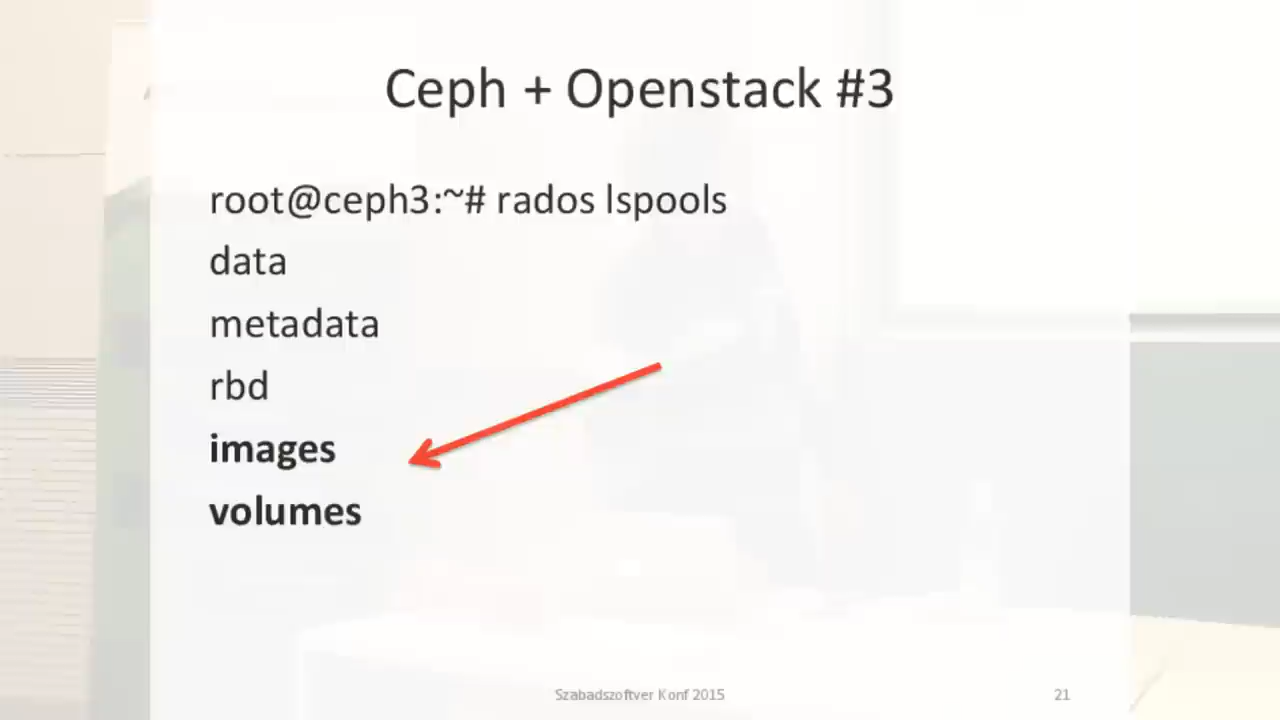 Ceph + Openstack #3
root@ceph3:~# rados lspools
data
metadata
rbd
images
volumes
Szabadszoftver Konf 2015
21